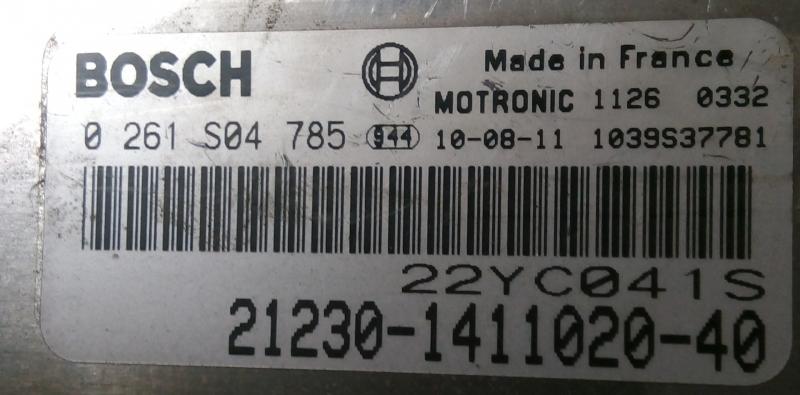 BOSCH Made in France
MOTRONIC 1126 0332
0 261 S04 785 944 10-08-11 1039S37781
22YC041S
21230-1411020-40